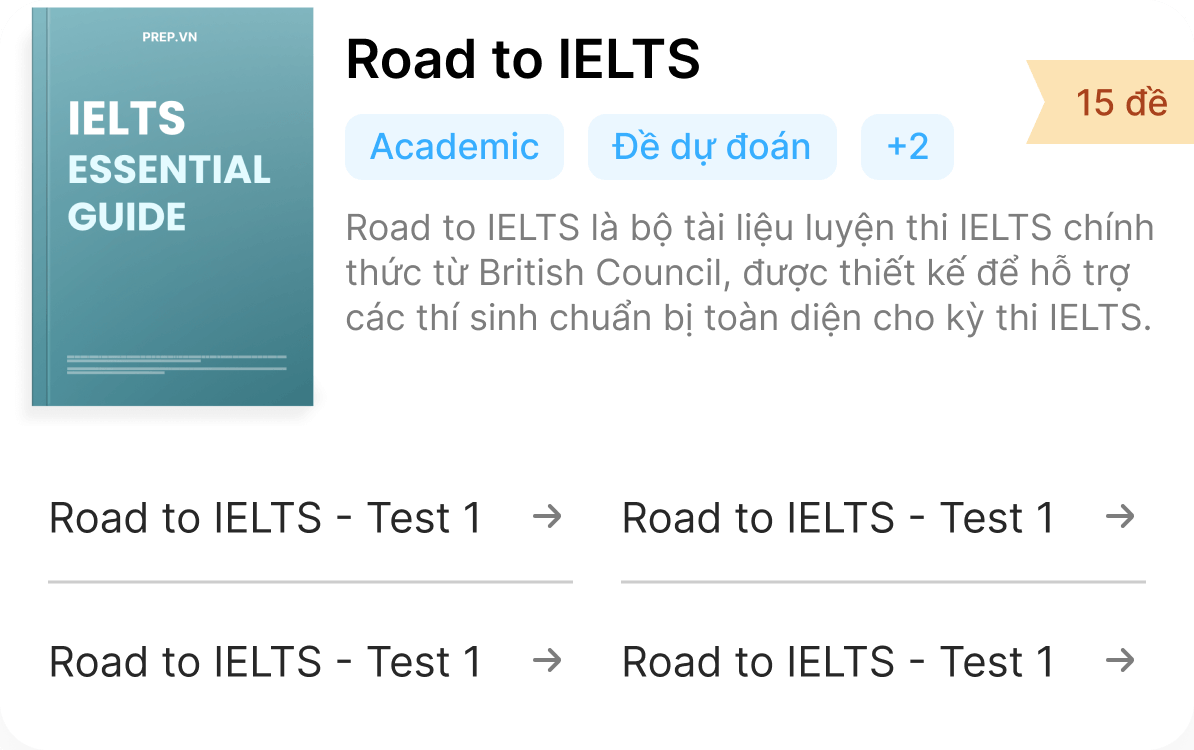 PREP.VN
IELTS
ESSENTIAL
GUIDE
Road to IELTS
15 đề
Academic
Đề dự đoán
+2
Road to IELTS là bộ tài liệu luyện thi IELTS chính
thức từ British Council, được thiết kế để hỗ trợ
các thí sinh chuẩn bị toàn diện cho kỳ thi IELTS.
Road to IELTS - Test 1 →
Road to IELTS - Test 1 →
Road to IELTS - Test 1 →
Road to IELTS - Test 1 →